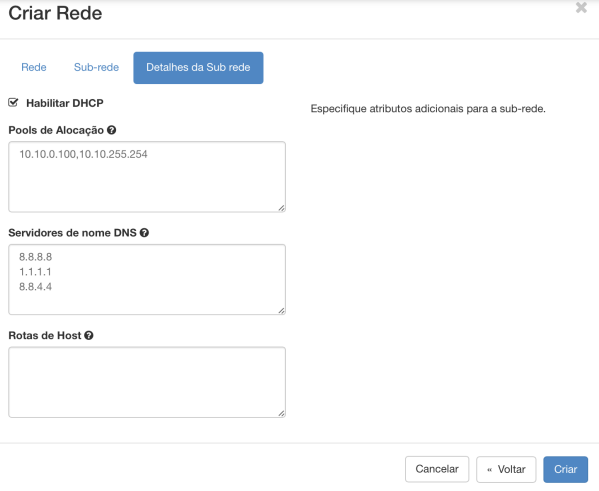 Criar Rede
×
Rede
Sub-rede
Detalhes da Sub rede
Habilitar DHCP
Especifique atributos adicionais para a sub-rede.
Pools de Alocação
10.10.0.100,10.10.255.254
Servidores de nome DNS
8.8.8.8
1.1.1.1
8.8.4.4
Rotas de Host
Cancelar
« Voltar
Criar